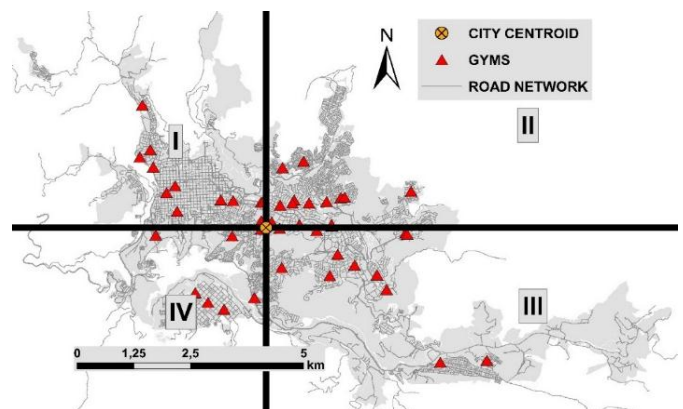 N
CITY CENTROID
GYMS
ROAD NETWORK
I
II
III
IV
0 1,25 2,5 5
km